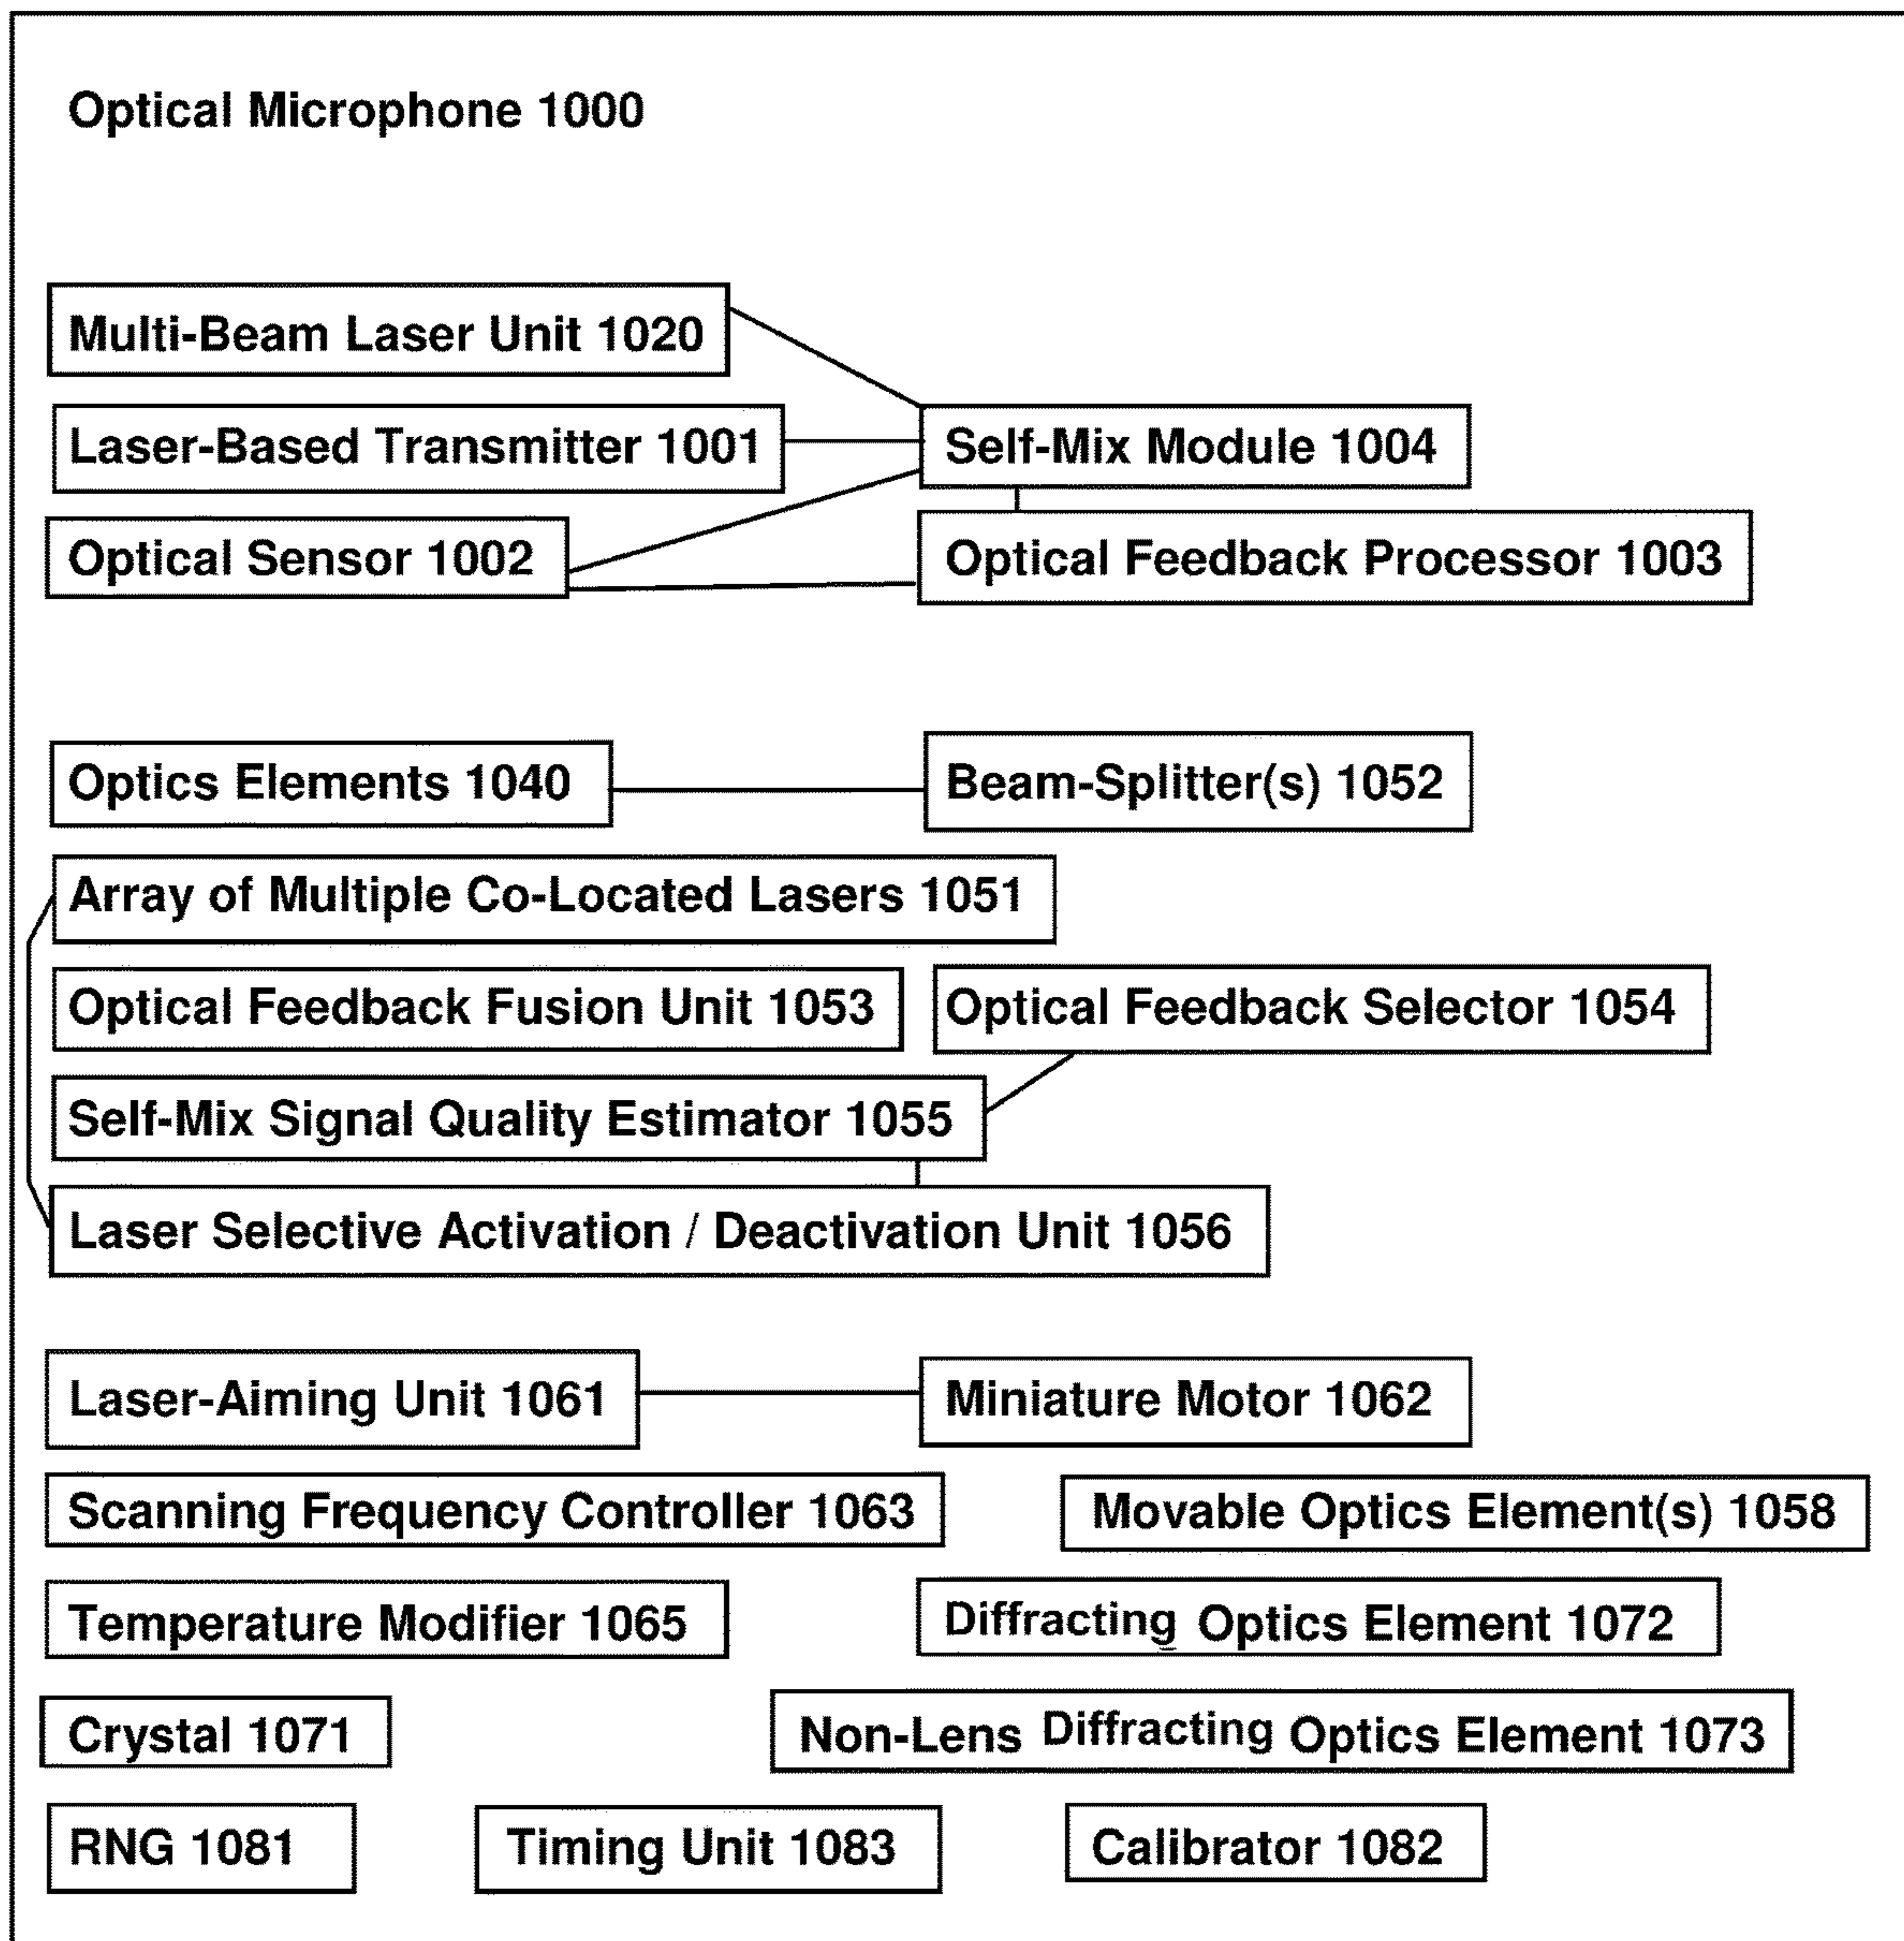 Optical Microphone 1000
Multi-Beam Laser Unit 1020
Laser-Based Transmitter 1001
Self-Mix Module 1004
Optical Sensor 1002
Optical Feedback Processor 1003
Optics Elements 1040
Beam-Splitter(s) 1052
Array of Multiple Co-Located Lasers 1051
Optical Feedback Fusion Unit 1053
Optical Feedback Selector 1054
Self-Mix Signal Quality Estimator 1055
Laser Selective Activation / Deactivation Unit 1056
Laser-Aiming Unit 1061
Miniature Motor 1062
Scanning Frequency Controller 1063
Movable Optics Element(s) 1058
Temperature Modifier 1065
Diffracting Optics Element 1072
Crystal 1071
Non-Lens Diffracting Optics Element 1073
RNG 1081
Timing Unit 1083
Calibrator 1082